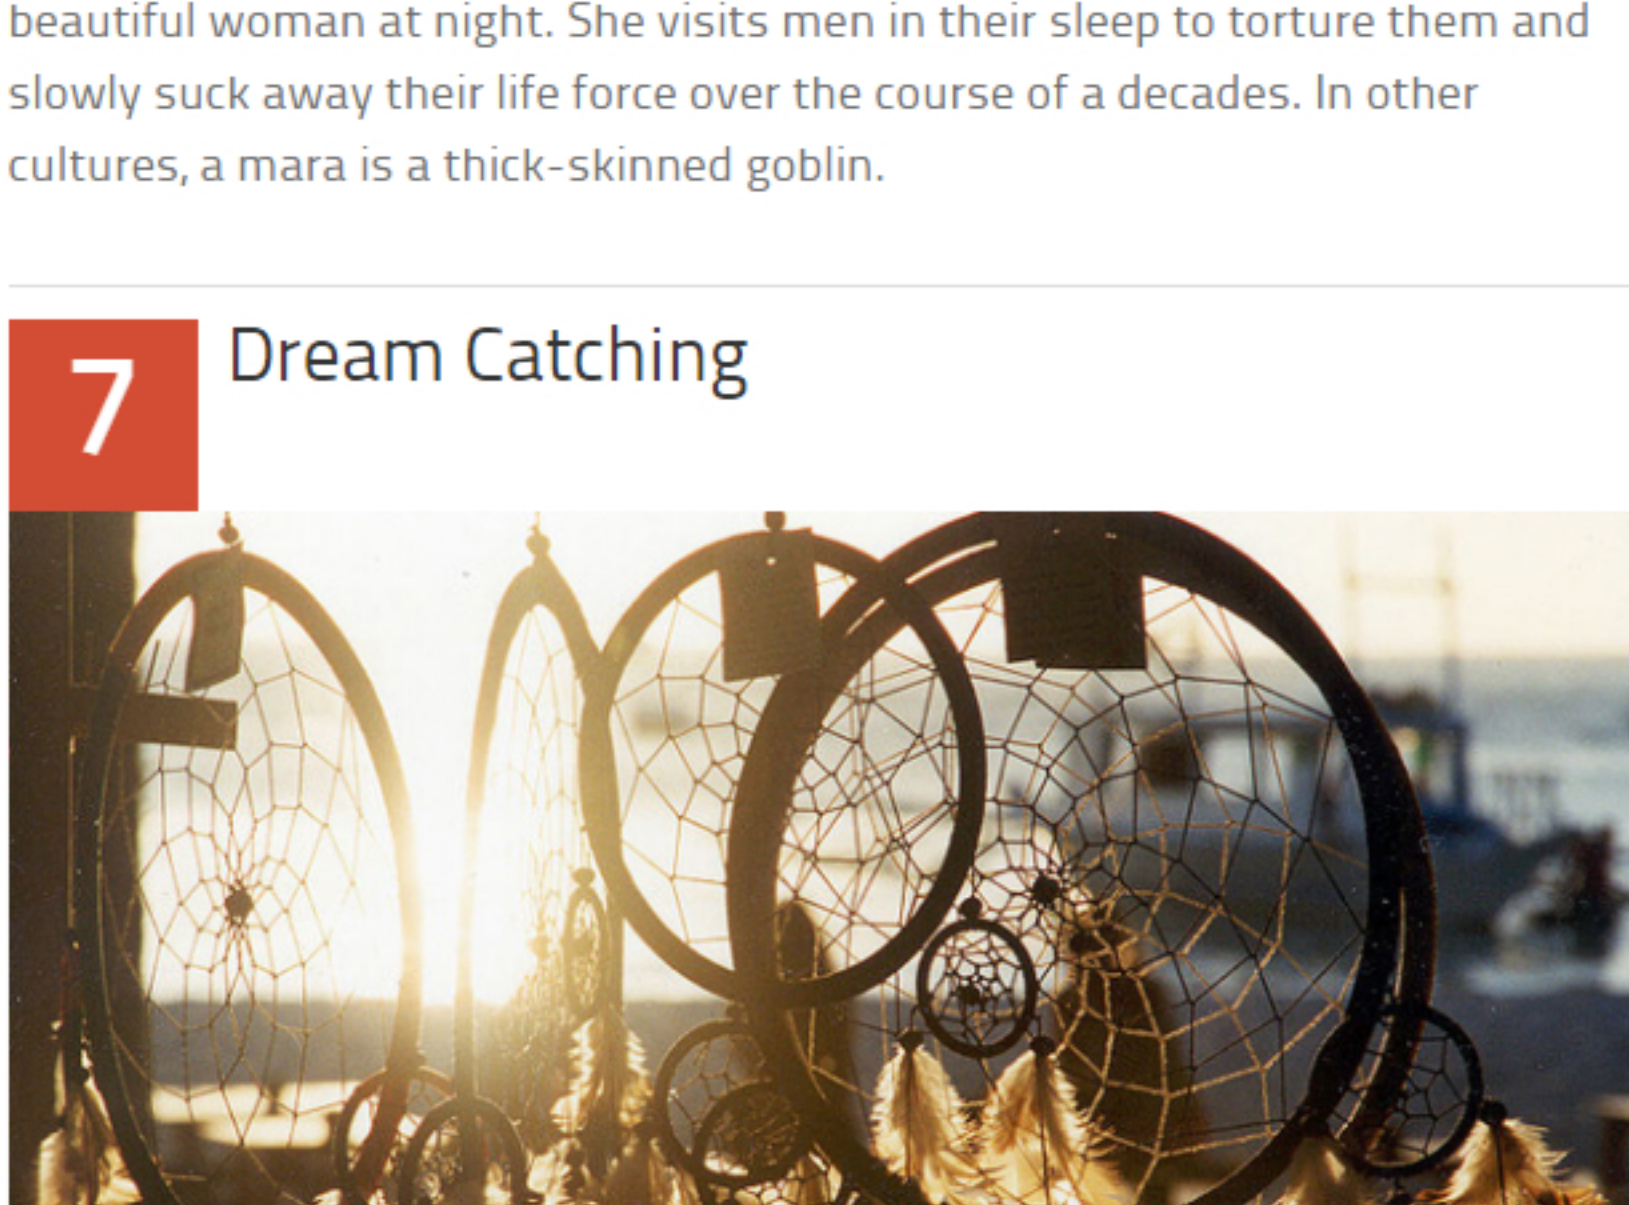 beautiful woman at night. She visits men in their sleep to torture them and
slowly suck away their life force over the course of a decades. In other
cultures, a mara is a thick-skinned goblin.
7
Dream Catching